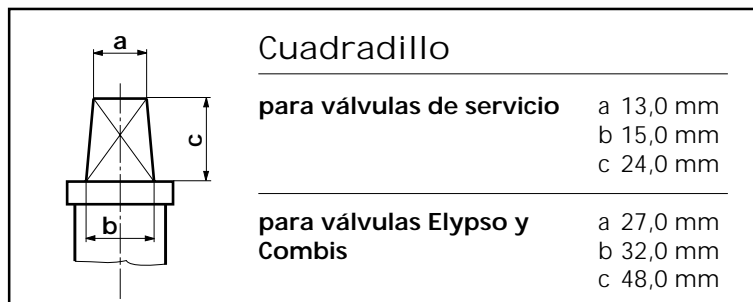 a
c
b
Cuadradillo
para válvulas de servicio a 13,0 mm
b 15,0 mm
c 24,0 mm
para válvulas Elypso y a 27,0 mm
Combis b 32,0 mm
c 48,0 mm